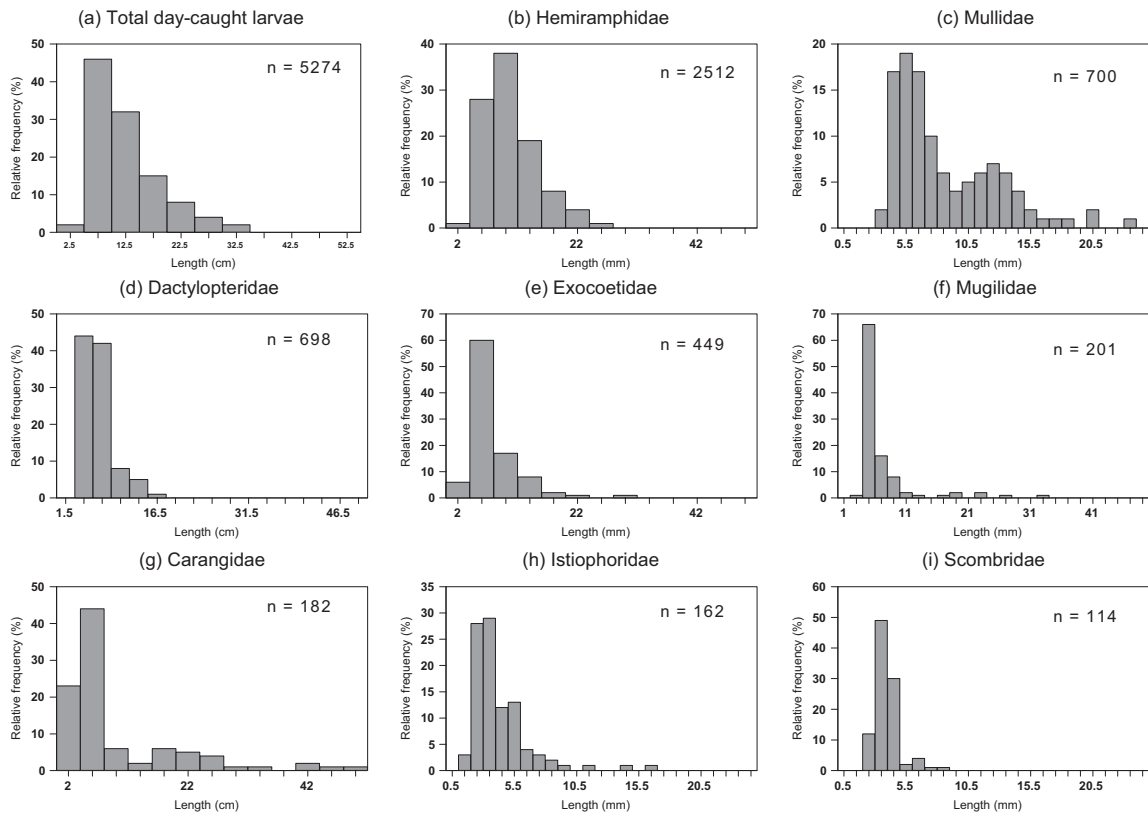 (a) Total day-caught larvae
50
40
30
20
10
0
Relative frequency (%)
n = 5274
2.5 12.5 22.5 32.5 42.5 52.5
Length (cm)
(b) Hemiramphidae
40
30
20
10
0
Relative frequency (%)
n = 2512
2 22 42
Length (mm)
(c) Mullidae
20
15
10
5
0
Relative frequency (%)
n = 700
0.5 5.5 10.5 15.5 20.5
Length (mm)
(d) Dactylopteridae
50
40
30
20
10
0
Relative frequency (%)
n = 698
1.5 16.5 31.5 46.5
Length (cm)
(e) Exocoetidae
70
60
50
40
30
20
10
0
Relative frequency (%)
n = 449
2 22 42
Length (mm)
(f) Mugilidae
70
60
50
40
30
20
10
0
Relative frequency (%)
n = 201
1 11 21 31 41
Length (mm)
(g) Carangidae
50
40
30
20
10
0
Relative frequency (%)
n = 182
2 22 42
Length (cm)
(h) Istiophoridae
35
30
25
20
15
10
5
0
Relative frequency (%)
n = 162
0.5 5.5 10.5 15.5 20.5
Length (mm)
(i) Scombridae
60
50
40
30
20
10
0
Relative frequency (%)
n = 114
0.5 5.5 10.5 15.5 20.5
Length (mm)